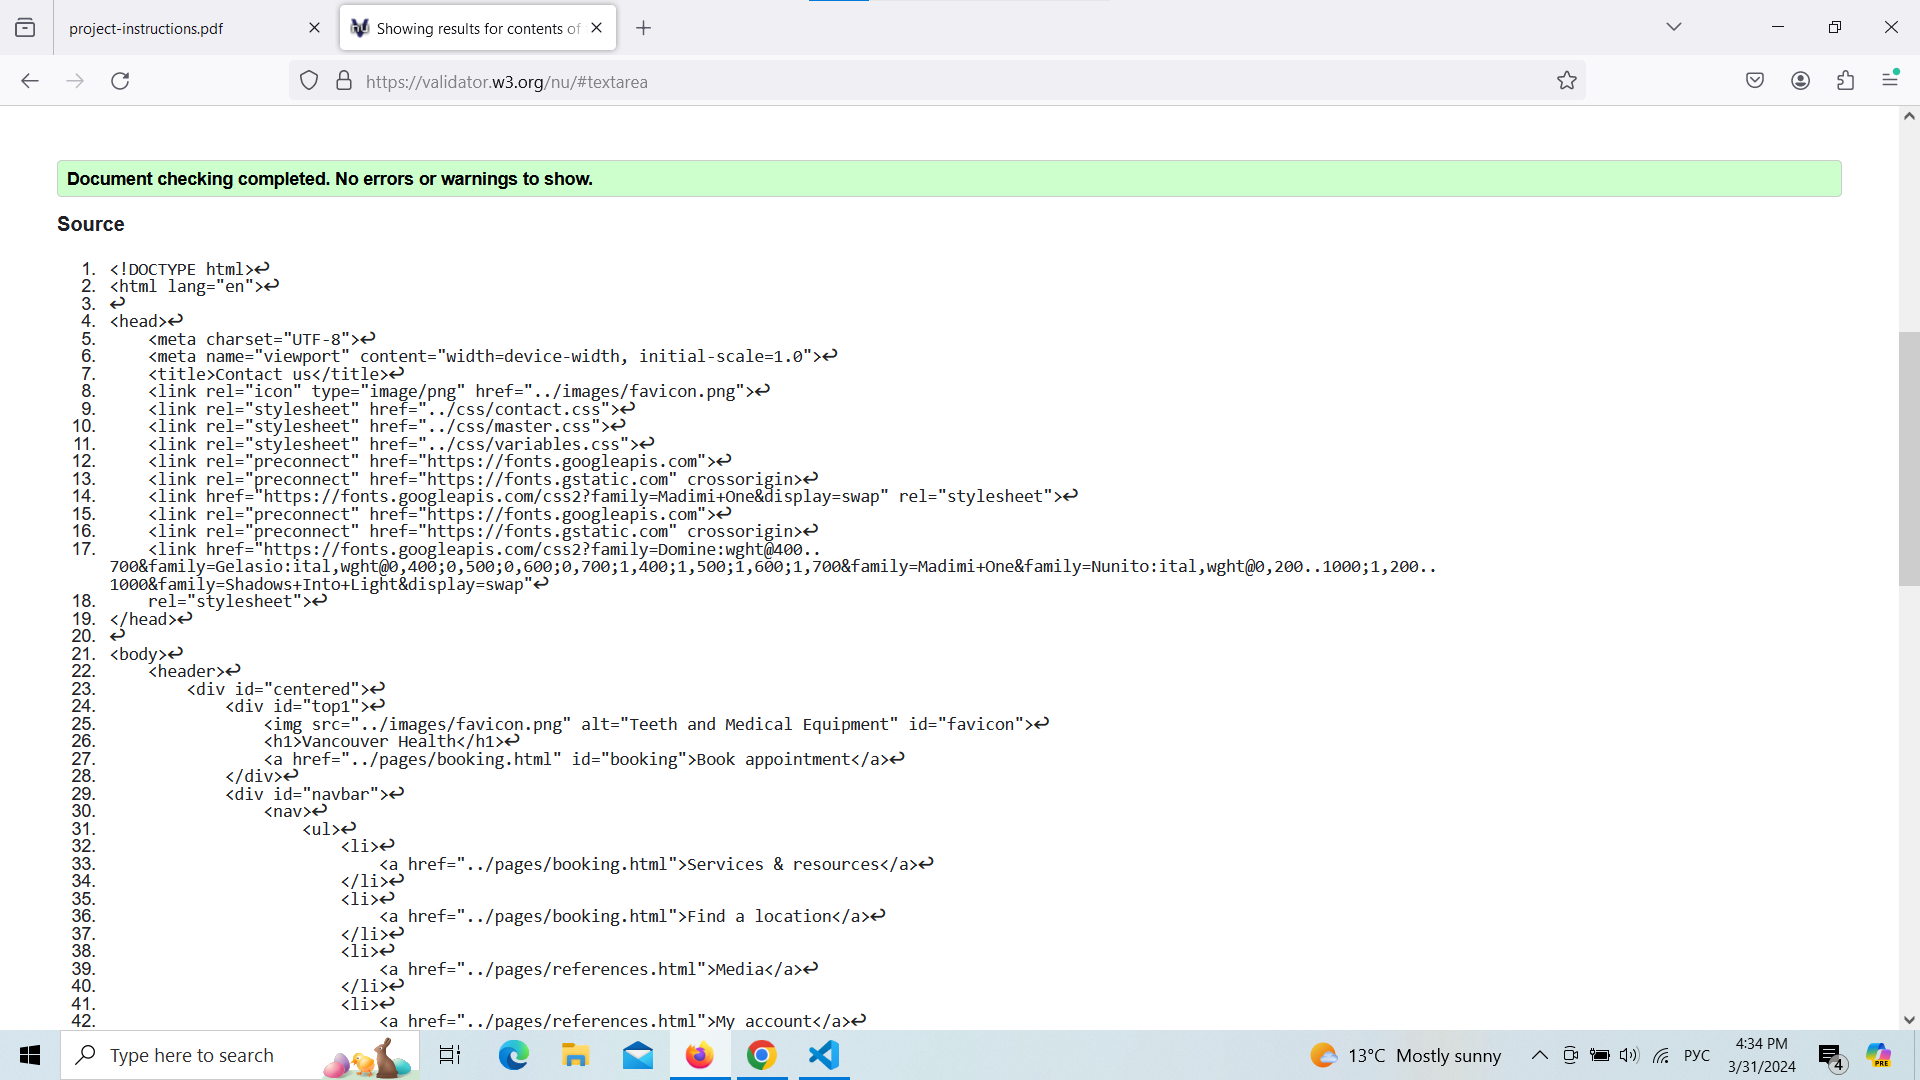 project-instructions.pdf
Showing results for contents of
https://validator.w3.org/nu/#textarea
Document checking completed. No errors or warnings to show.
Source
1. <!DOCTYPE html>↩
2. <html lang="en">↩
3. ↩
4. <head>↩
5. <meta charset="UTF-8">↩
6. <meta name="viewport" content="width=device-width, initial-scale=1.0">↩
7. <title>Contact us</title>↩
8. <link rel="icon" type="image/png" href="../images/favicon.png">↩
9. <link rel="stylesheet" href="../css/contact.css">↩
10. <link rel="stylesheet" href="../css/master.css">↩
11. <link rel="stylesheet" href="../css/variables.css">↩
12. <link rel="preconnect" href="https://fonts.googleapis.com">↩
13. <link rel="preconnect" href="https://fonts.gstatic.com" crossorigin>↩
14. <link href="https://fonts.googleapis.com/css2?family=Madimi+One&display=swap" rel="stylesheet">↩
15. <link rel="preconnect" href="https://fonts.googleapis.com">↩
16. <link rel="preconnect" href="https://fonts.gstatic.com" crossorigin>↩
17. <link href="https://fonts.googleapis.com/css2?family=Domine:wght@400..
700&family=Gelasio:ital,wght@0,400;0,500;0,600;0,700;1,400;1,500;1,600;1,700&family=Madimi+One&family=Nunito:ital,wght@0,200..1000;1,200..
1000&family=Shadows+Into+Light&display=swap"↩
18. rel="stylesheet">↩
19. </head>↩
20. ↩
21. <body>↩
22. <header>↩
23. <div id="centered">↩
24. <div id="top1">↩
25. <img src="../images/favicon.png" alt="Teeth and Medical Equipment" id="favicon">↩
26. <h1>Vancouver Health</h1>↩
27. <a href="../pages/booking.html" id="booking">Book appointment</a>↩
28. </div>↩
29. <div id="navbar">↩
30. <nav>↩
31. <ul>↩
32. <li>↩
33. <a href="../pages/booking.html">Services & resources</a>↩
34. </li>↩
35. <li>↩
36. <a href="../pages/booking.html">Find a location</a>↩
37. </li>↩
38. <li>↩
39. <a href="../pages/references.html">Media</a>↩
40. </li>↩
41. <li>↩
42. <a href="../pages/references.html">My account</a>↩
Type here to search
13°C Mostly sunny
РУС
4:34 PM
3/31/2024
4
PRE